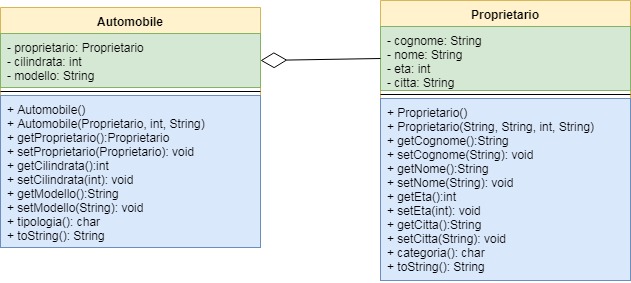 Automobile
- proprietario: Proprietario
- cilindrata: int
- modello: String
+ Automobile()
+ Automobile(Proprietario, int, String)
+ getProprietario():Proprietario
+ setProprietario(Proprietario): void
+ getCilindrata():int
+ setCilindrata(int): void
+ getModello():String
+ setModello(String): void
+ tipologia(): char
+ toString(): String
Proprietario
- cognome: String
- nome: String
- eta: int
- citta: String
+ Proprietario()
+ Proprietario(String, String, int, String)
+ getCognome():String
+ setCognome(String): void
+ getNome():String
+ setNome(String): void
+ getEta():int
+ setEta(int): void
+ getCitta():String
+ setCitta(String): void
+ categoria(): char
+ toString(): String